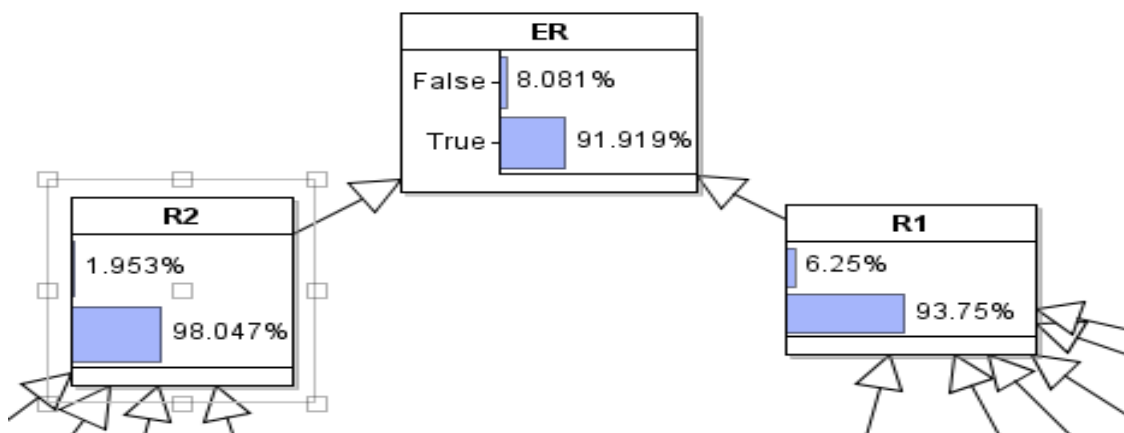 ER
False 8.081%
True 91.919%
R2
1.953%
98.047%
R1
6.25%
93.75%